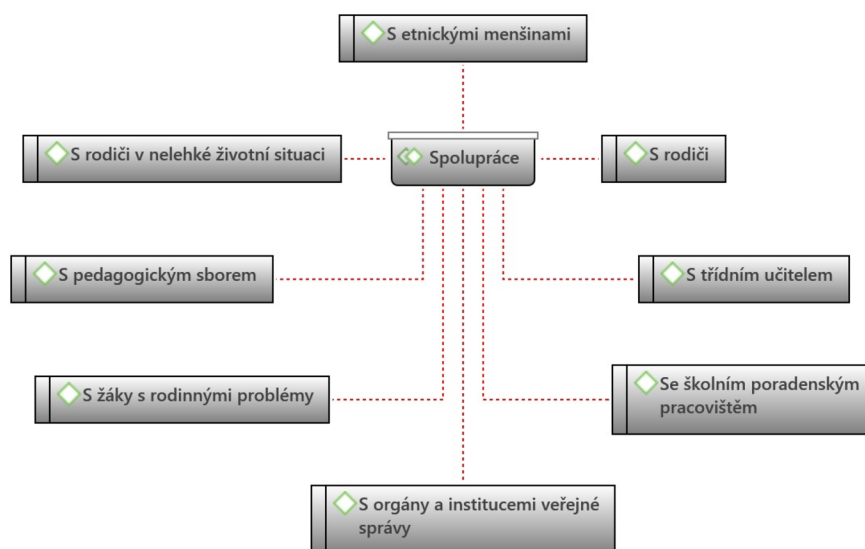 S etnickými menšinami
S rodiči v nelehké životní situaci
Spolupráce
S rodiči
S pedagogickým sborem
S třídním učitelem
S žáky s rodinnými problémy
Se školním poradenským
pracovištěm
S orgány a institucemi veřejné
správy